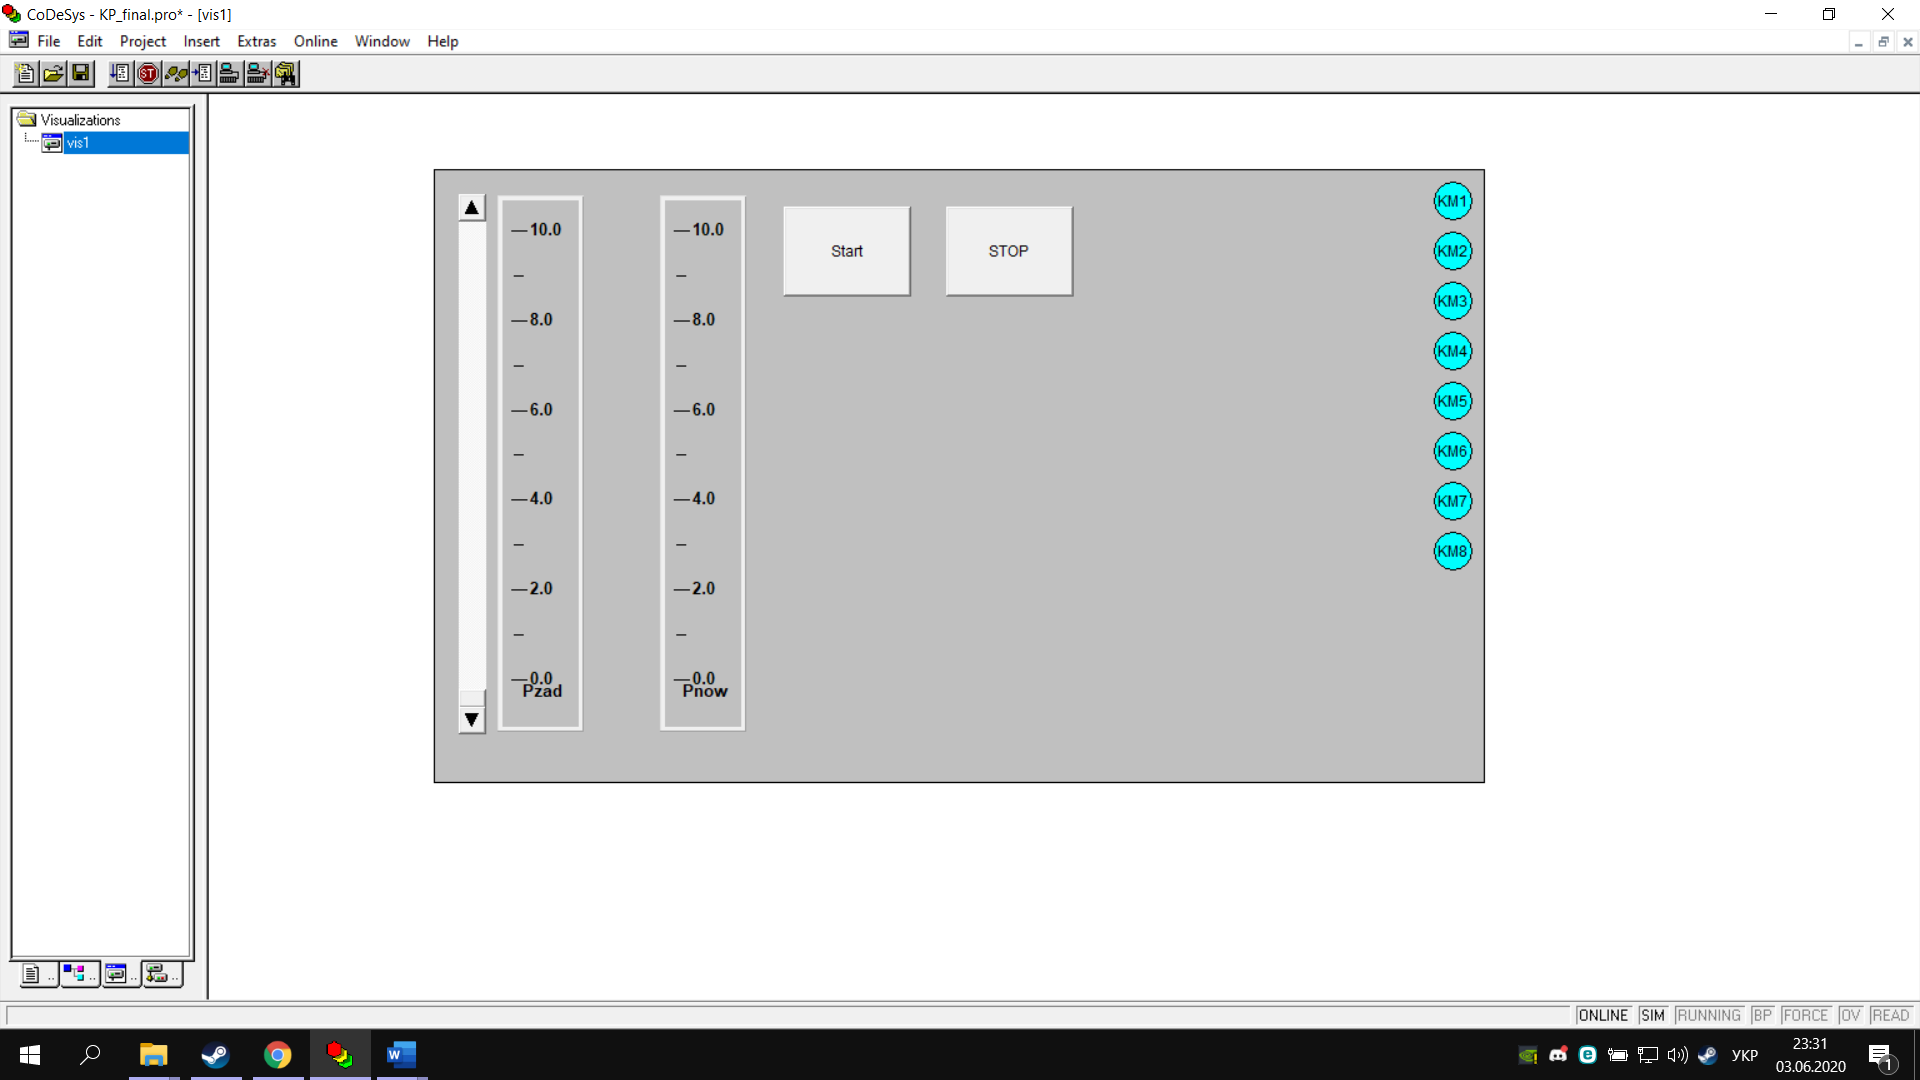 CoDeSys - KP_final.pro* - [vis1]
File Edit Project Insert Extras Online Window Help
ST
Visualizations
vis1
10.0
8.0
6.0
4.0
2.0
0.0
Pzad
10.0
8.0
6.0
4.0
2.0
0.0
Pnow
Start
STOP
KM1
KM2
KM3
KM4
KM5
KM6
KM7
KM8
ONLINE SIM RUNNING BP FORCE OV READ
УКР
23:31
03.06.2020
1